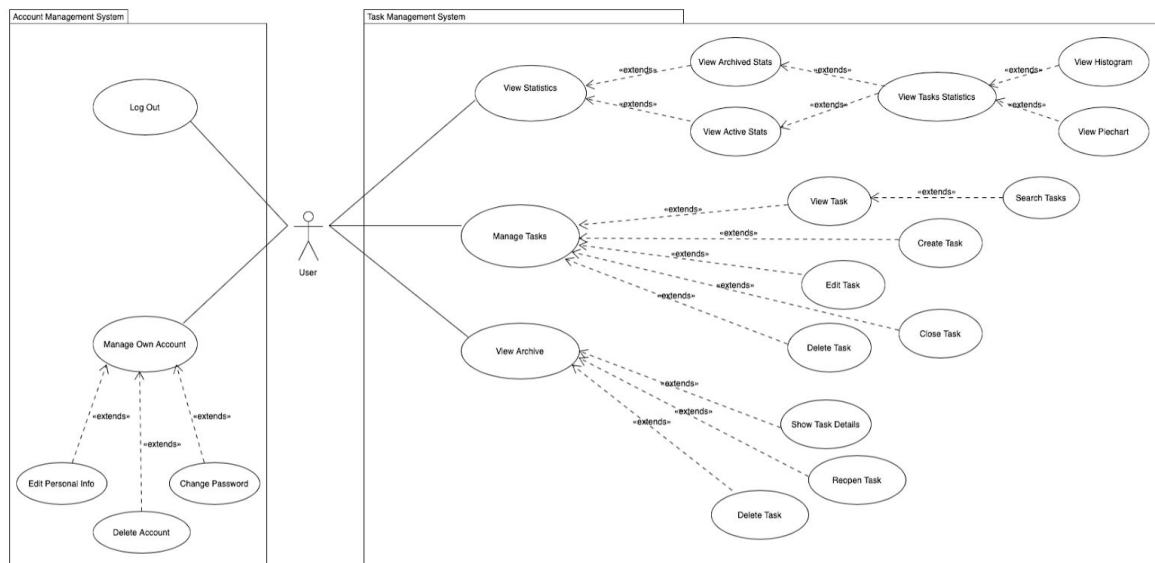 Account Management System
Log Out
Manage Own Account
«extends»
«extends»
«extends»
Edit Personal Info
Change Password
Delete Account
User
Task Management System
View Statistics
«extends»
«extends»
View Archived Stats
View Active Stats
«extends»
«extends»
View Tasks Statistics
«extends»
«extends»
View Histogram
View Piechart
Manage Tasks
«extends»
«extends»
«extends»
«extends»
«extends»
View Task
«extends»
Search Tasks
Create Task
Edit Task
Close Task
Delete Task
View Archive
«extends»
«extends»
«extends»
Show Task Details
Reopen Task
Delete Task